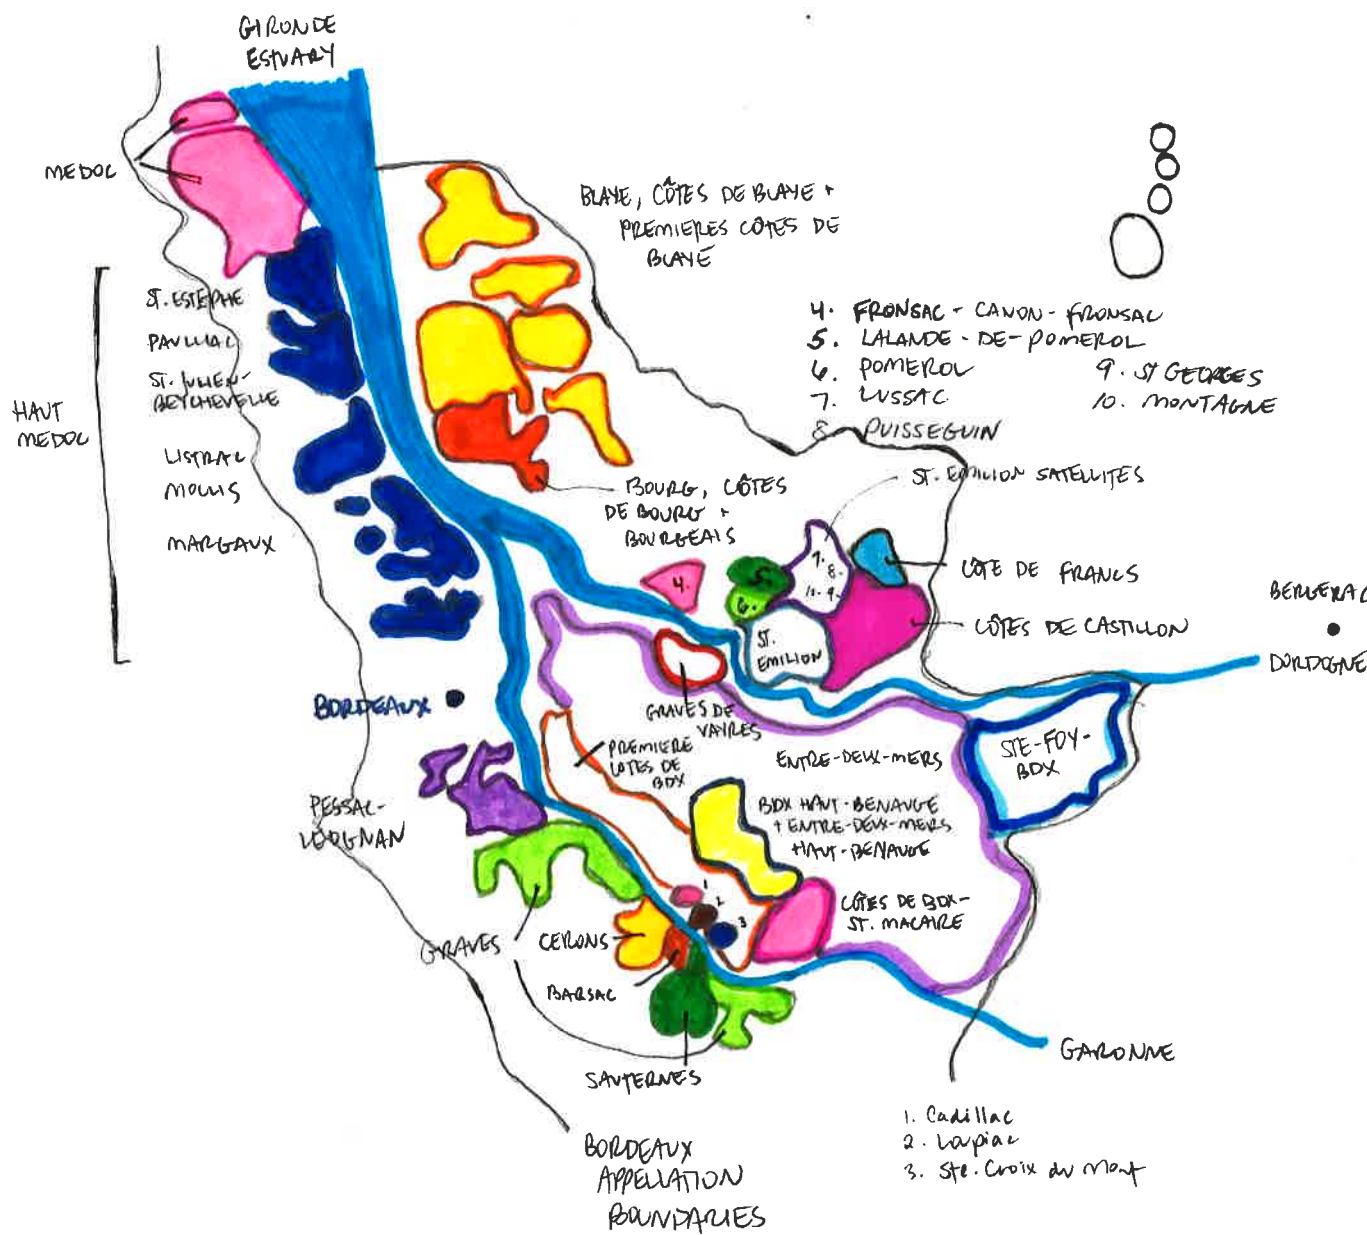 GIRONDE
ESTUARY
MEDOC
BLAYE, CÔTES DE BLAYE +
PREMIERES CÔTES DE
BLAYE
HAUT
MEDOC
ST. ESTEPHE
PAUILLAC
ST. JULIEN-
BEYCHEVELLE
LISTRAC
MOULIS
MARGAUX
4. FRONSAC - CANON - FRONSAC
5. LALANDE - DE - POMEROL
6. POMEROL
7. LUSSAC
8. PUISSEGUIN
9. ST GEORGES
10. MONTAGNE
ST. EMILION SATELLITES
BOURG, CÔTES
DE BOURG +
BOURGEAIS
4.
5.
6.
7.
8.
10. 9.
CÔTE DE FRANCS
CÔTES DE CASTILLON
BERGERAC
DORDOGNE
ST.
EMILION
BORDEAUX
GRAVES DE
VAYRES
PREMIERE
COTES DE
BDX
ENTRE-DEUX-MERS
STE-FOY-
BDX
BDX HAUT-BENAUGE
+ ENTRE-DEUX-MERS
HAUT-BENAUGE
PESSAC-
LEOGNAN
1
2
3
CÔTES DE BDX-
ST. MACAIRE
GRAVES
CERONS
BARSAC
SAUTERNES
GARONNE
BORDEAUX
APPELLATION
BOUNDARIES
1. Cadillac
2. Loupiac
3. Ste. Croix du Mont